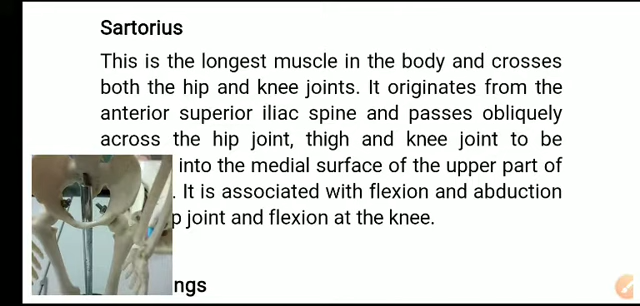 Sartorius
This is the longest muscle in the body and crosses
both the hip and knee joints. It originates from the
anterior superior iliac spine and passes obliquely
across the hip joint, thigh and knee joint to be
into the medial surface of the upper part of
. It is associated with flexion and abduction
p joint and flexion at the knee.
ngs